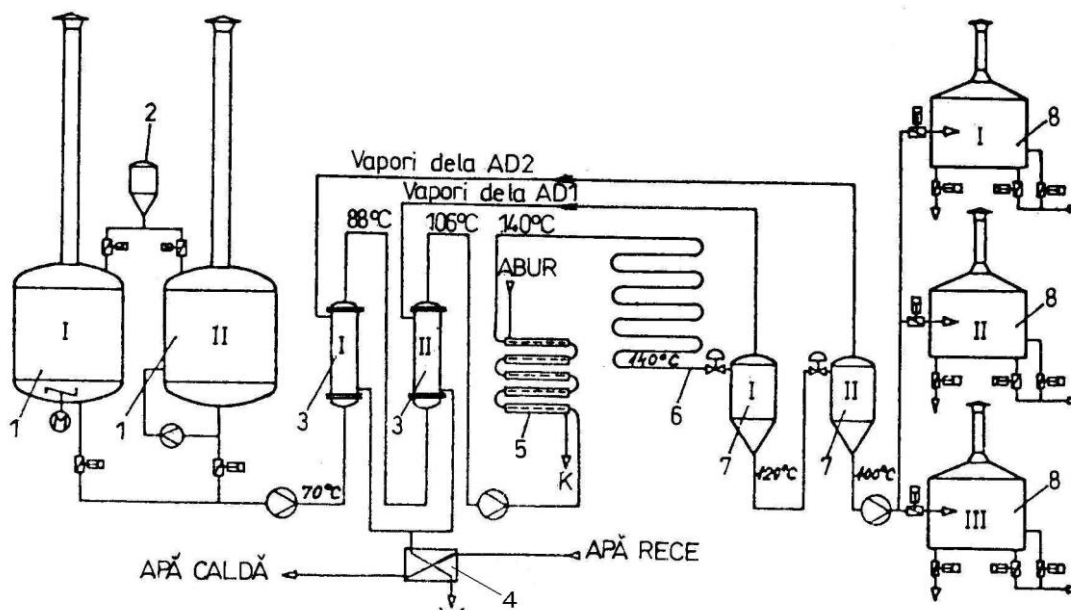 2
Vapori dela AD2
Vapori dela AD1
88°C
106°C
140°C
ABUR
I
II
I
II
1
1
3
3
70°C
5
K
140°C
6
I
II
7
7
120°C
100°C
I
8
II
8
III
8
APĂ RECE
APĂ CALDĂ
4
M